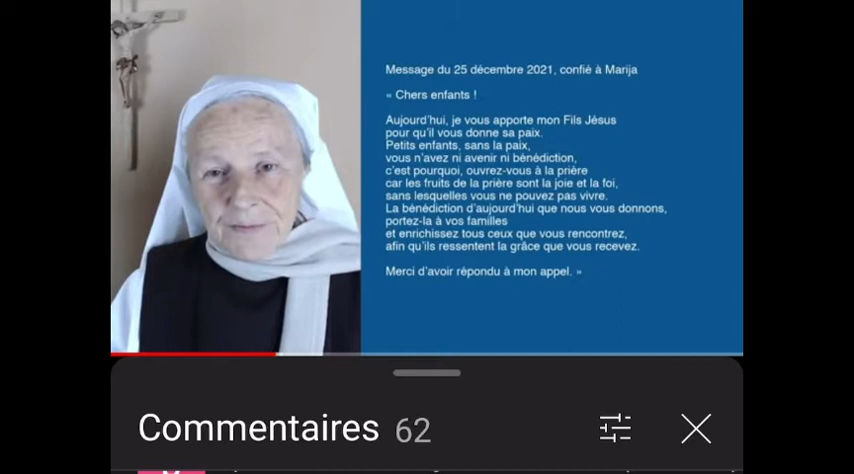 Message du 25 décembre 2021, confié à Marija
« Chers enfants !
Aujourd'hui, je vous apporte mon Fils Jésus
pour qu'il vous donne sa paix.
Petits enfants, sans la paix,
vous n'avez ni avenir ni bénédiction,
c'est pourquoi, ouvrez-vous à la prière
car les fruits de la prière sont la joie et la foi,
sans lesquelles vous ne pouvez pas vivre.
La bénédiction d'aujourd'hui que nous vous donnons,
portez-la à vos familles
et enrichissez tous ceux que vous rencontrez,
afin qu'ils ressentent la grâce que vous recevez.
Merci d'avoir répondu à mon appel. »
Commentaires 62